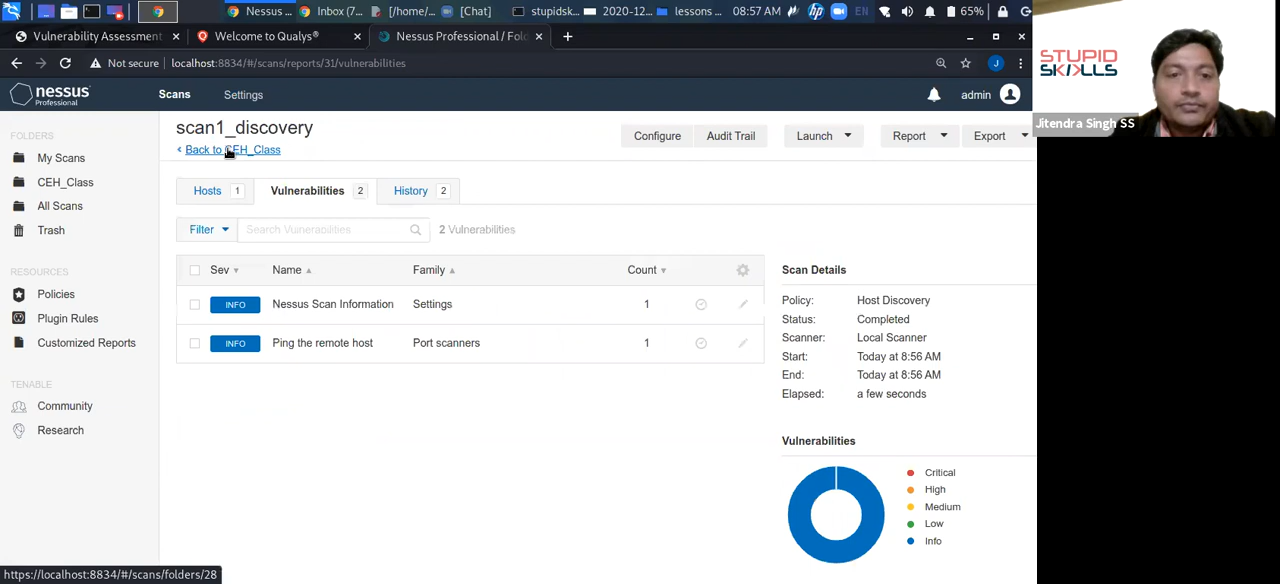 Nessus ...
Inbox (7...
[/home/...
[Chat]
stupidsk...
2020-12...
lessons ...
08:57 AM
EN
65%
Vulnerability Assessment
Welcome to Qualys®
Nessus Professional / Fol
Not secure
localhost:8834/#/scans/reports/31/vulnerabilities
J
nessus
Professional
Scans
Settings
admin
FOLDERS
My Scans
CEH_Class
All Scans
Trash
RESOURCES
Policies
Plugin Rules
Customized Reports
TENABLE
Community
Research
scan1_discovery
Back to CEH_Class
Configure
Audit Trail
Launch
Report
Export
Hosts 1
Vulnerabilities 2
History 2
Filter
Search Vulnerabilities
2 Vulnerabilities
Sev Name Family Count
INFO Nessus Scan Information Settings 1
INFO Ping the remote host Port scanners 1
Scan Details
Policy: Host Discovery
Status: Completed
Scanner: Local Scanner
Start: Today at 8:56 AM
End: Today at 8:56 AM
Elapsed: a few seconds
Vulnerabilities
Critical
High
Medium
Low
Info
https://localhost:8834/#/scans/folders/28
STUPID
SKILLS
Jitendra Singh SS